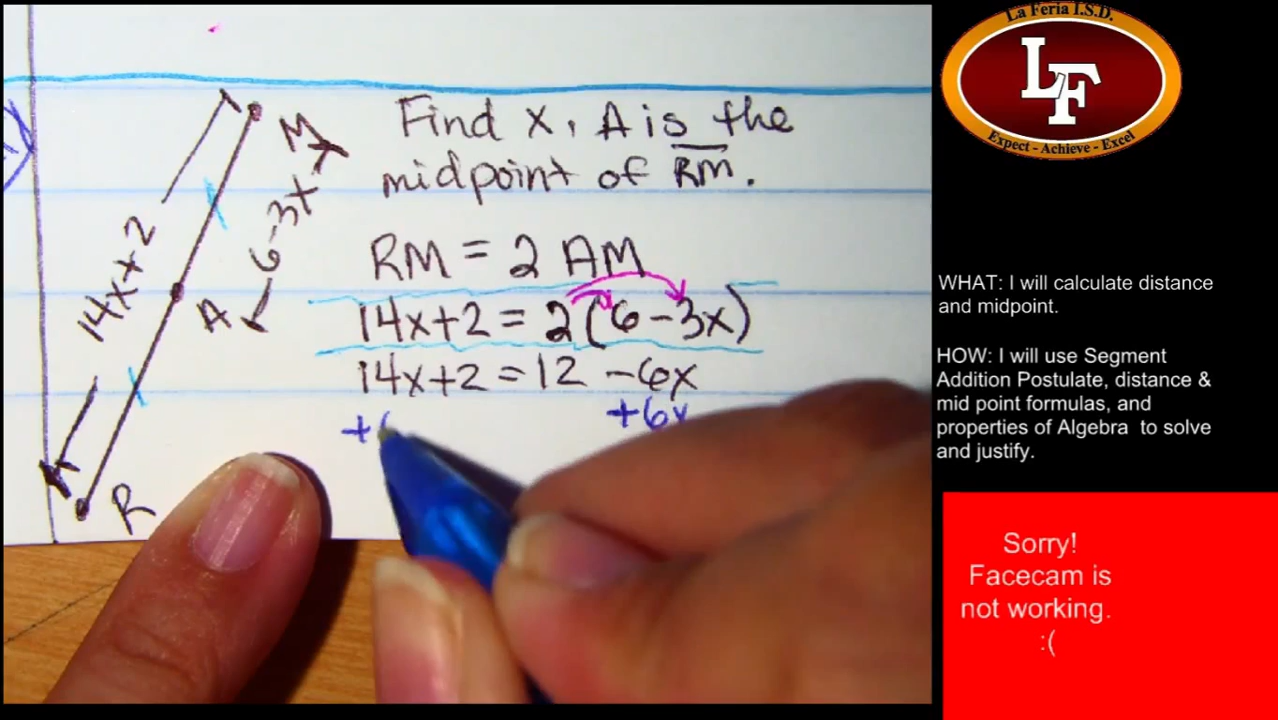 Find x, A is the
midpoint of RM.
M
14x+2
6-3x
A
R
RM = 2 AM
14x+2 = 2(6-3x)
14x+2 = 12 -6x
+6x
La Feria I.S.D.
LF
Expect - Achieve - Excel
WHAT: I will calculate distance
and midpoint.
HOW: I will use Segment
Addition Postulate, distance &
mid point formulas, and
properties of Algebra to solve
and justify.
Sorry!
Facecam is
not working.
:(